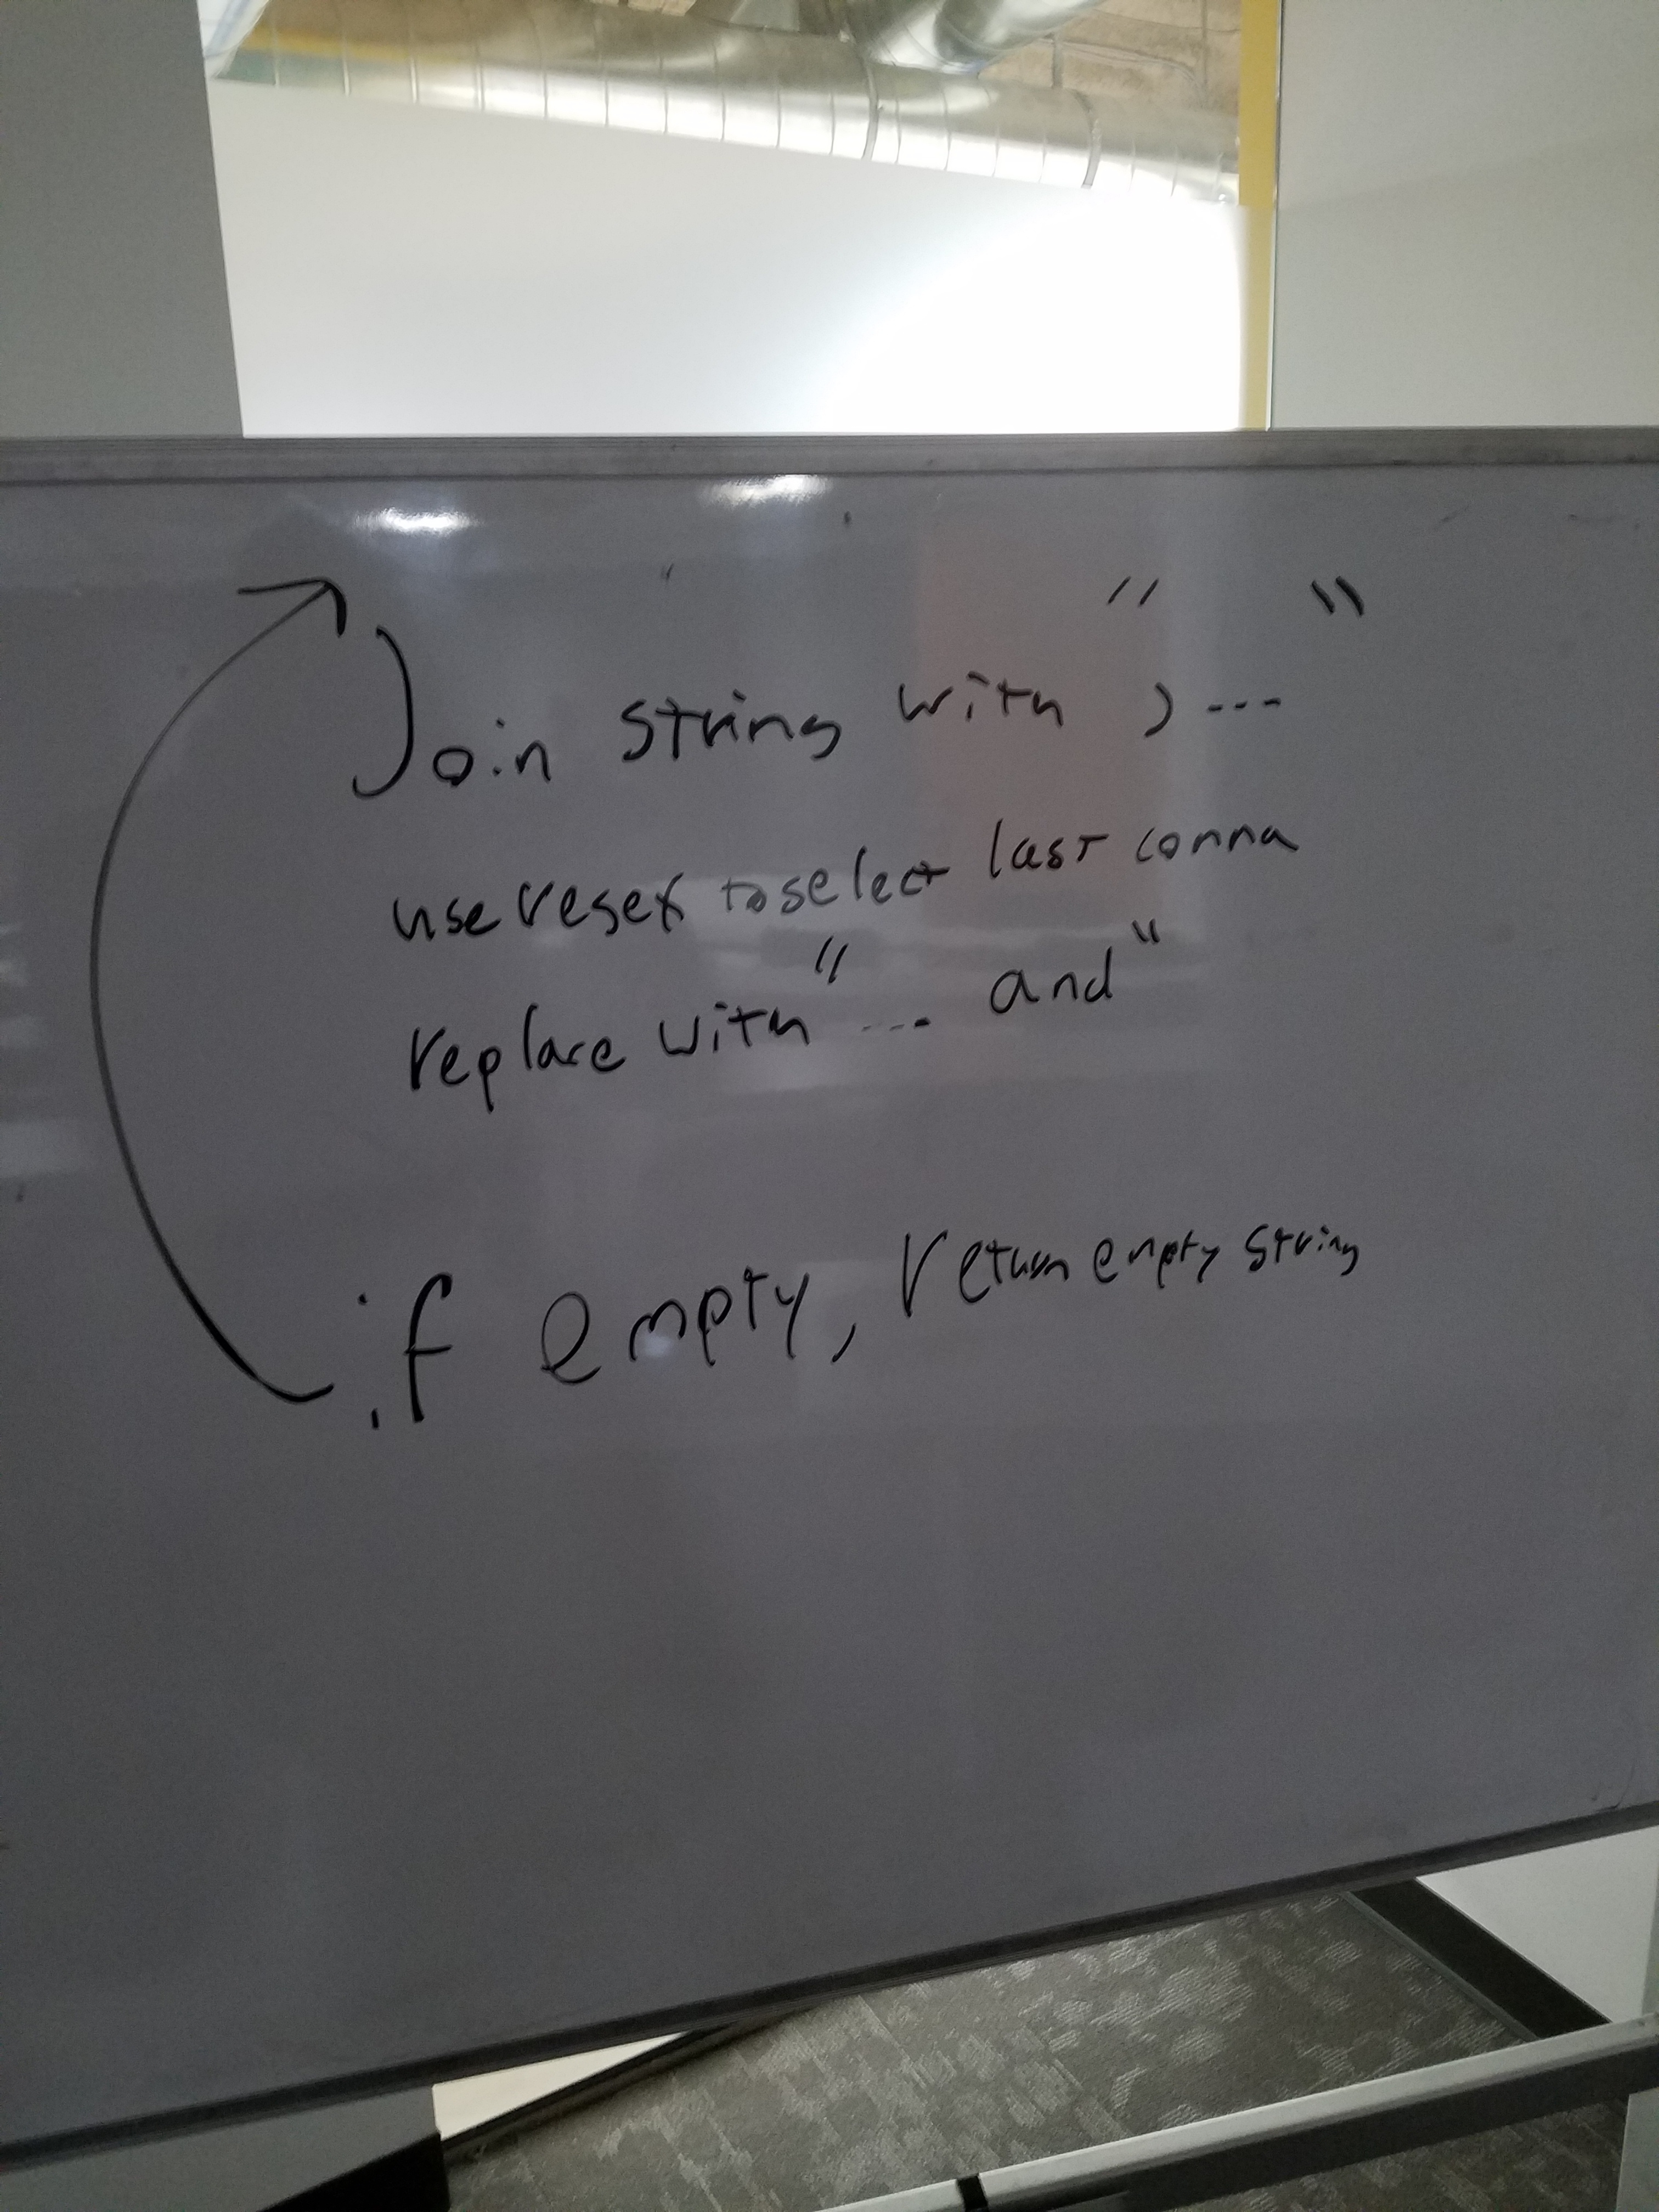 Join string with ", --- "
use regex to select last comma
replace with " --- and "
if empty, return empty string